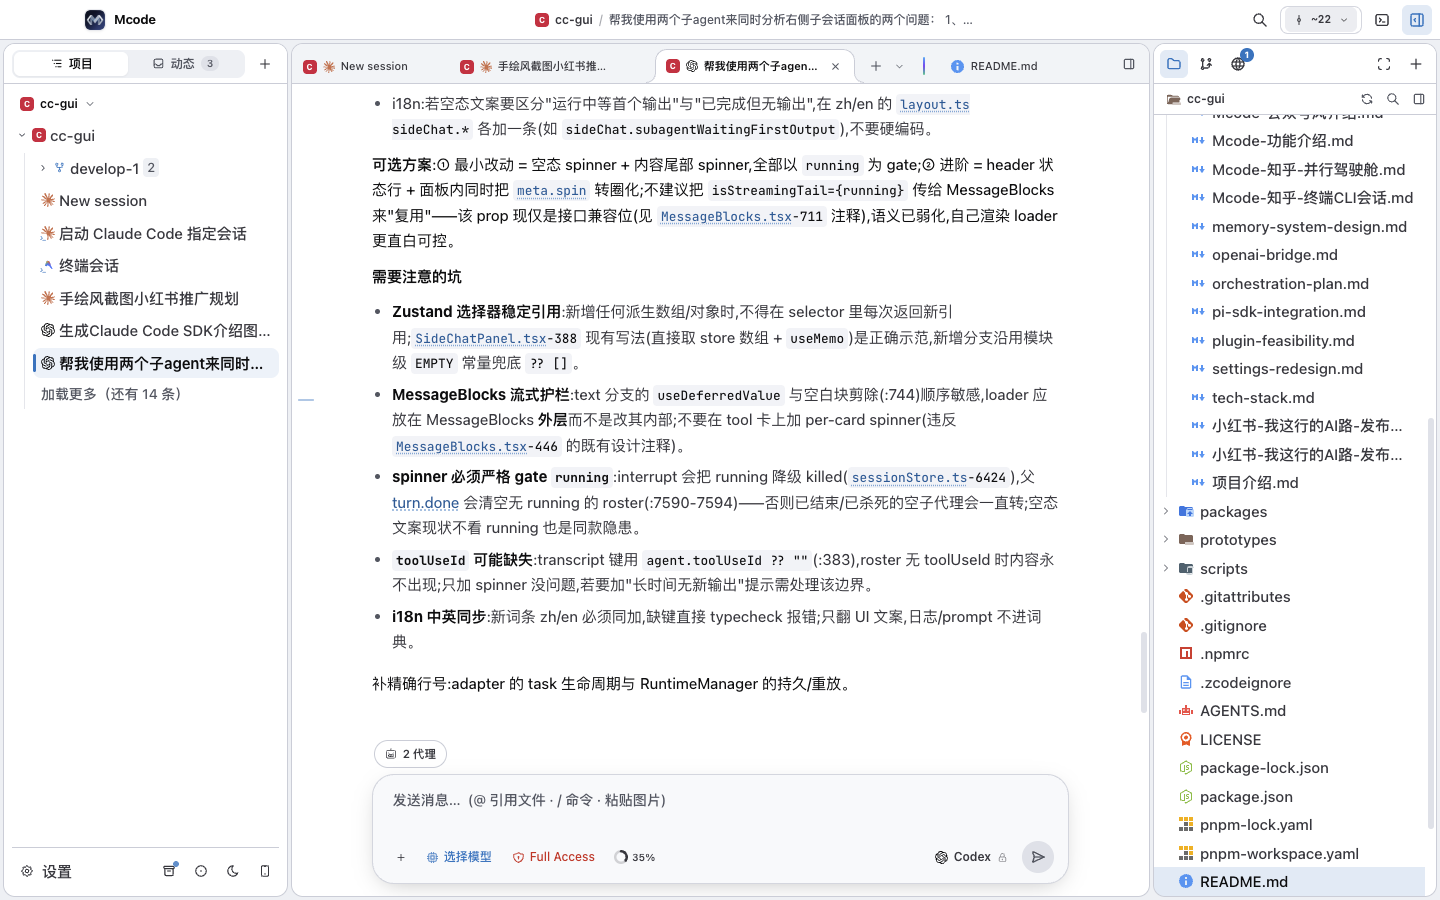 Mcode
C cc-gui / 帮我使用两个子agent来同时分析右侧子会话面板的两个问题： 1、...
~22
项目
动态 3
C cc-gui
C cc-gui
develop-1 2
New session
启动 Claude Code 指定会话
终端会话
手绘风截图小红书推广规划
生成Claude Code SDK介绍图...
帮我使用两个子agent来同时...
加载更多（还有 14 条）
设置
C New session
C 手绘风截图小红书推...
C 帮我使用两个子agen...
README.md
i18n:若空态文案要区分"运行中等首个输出"与"已完成但无输出",在 zh/en 的 layout.ts
sideChat.* 各加一条(如 sideChat.subagentWaitingFirstOutput),不要硬编码。
可选方案:① 最小改动 = 空态 spinner + 内容尾部 spinner,全部以 running 为 gate;② 进阶 = header 状
态行 + 面板内同时把 meta.spin 转圈化;不建议把 isStreamingTail={running} 传给 MessageBlocks
来"复用"——该 prop 现仅是接口兼容位(见 MessageBlocks.tsx-711 注释),语义已弱化,自己渲染 loader
更直白可控。
需要注意的坑
Zustand 选择器稳定引用:新增任何派生数组/对象时,不得在 selector 里每次返回新引
用;SideChatPanel.tsx-388 现有写法(直接取 store 数组 + useMemo)是正确示范,新增分支沿用模块
级 EMPTY 常量兜底 ?? []。
MessageBlocks 流式护栏:text 分支的 useDeferredValue 与空白块剪除(:744)顺序敏感,loader 应
放在 MessageBlocks 外层而不是改其内部;不要在 tool 卡上加 per-card spinner(违反
MessageBlocks.tsx-446 的既有设计注释)。
spinner 必须严格 gate running:interrupt 会把 running 降级 killed(sessionStore.ts-6424),父
turn.done 会清空无 running 的 roster(:7590-7594)——否则已结束/已杀死的空子代理会一直转;空态
文案现状不看 running 也是同款隐患。
toolUseId 可能缺失:transcript 键用 agent.toolUseId ?? ""(:383),roster 无 toolUseId 时内容永
不出现;只加 spinner 没问题,若要加"长时间无新输出"提示需处理该边界。
i18n 中英同步:新词条 zh/en 必须同加,缺键直接 typecheck 报错;只翻 UI 文案,日志/prompt 不进词
典。
补精确行号:adapter 的 task 生命周期与 RuntimeManager 的持久/重放。
2 代理
发送消息... (@ 引用文件 · / 命令 · 粘贴图片)
选择模型
Full Access
35%
Codex
1
cc-gui
Mcode-公众号风介绍.md
Mcode-功能介绍.md
Mcode-知乎-并行驾驶舱.md
Mcode-知乎-终端CLI会话.md
memory-system-design.md
openai-bridge.md
orchestration-plan.md
pi-sdk-integration.md
plugin-feasibility.md
settings-redesign.md
tech-stack.md
小红书-我这行的AI路-发布...
小红书-我这行的AI路-发布...
项目介绍.md
packages
prototypes
scripts
.gitattributes
.gitignore
.npmrc
.zcodeignore
AGENTS.md
LICENSE
package-lock.json
package.json
pnpm-lock.yaml
pnpm-workspace.yaml
README.md